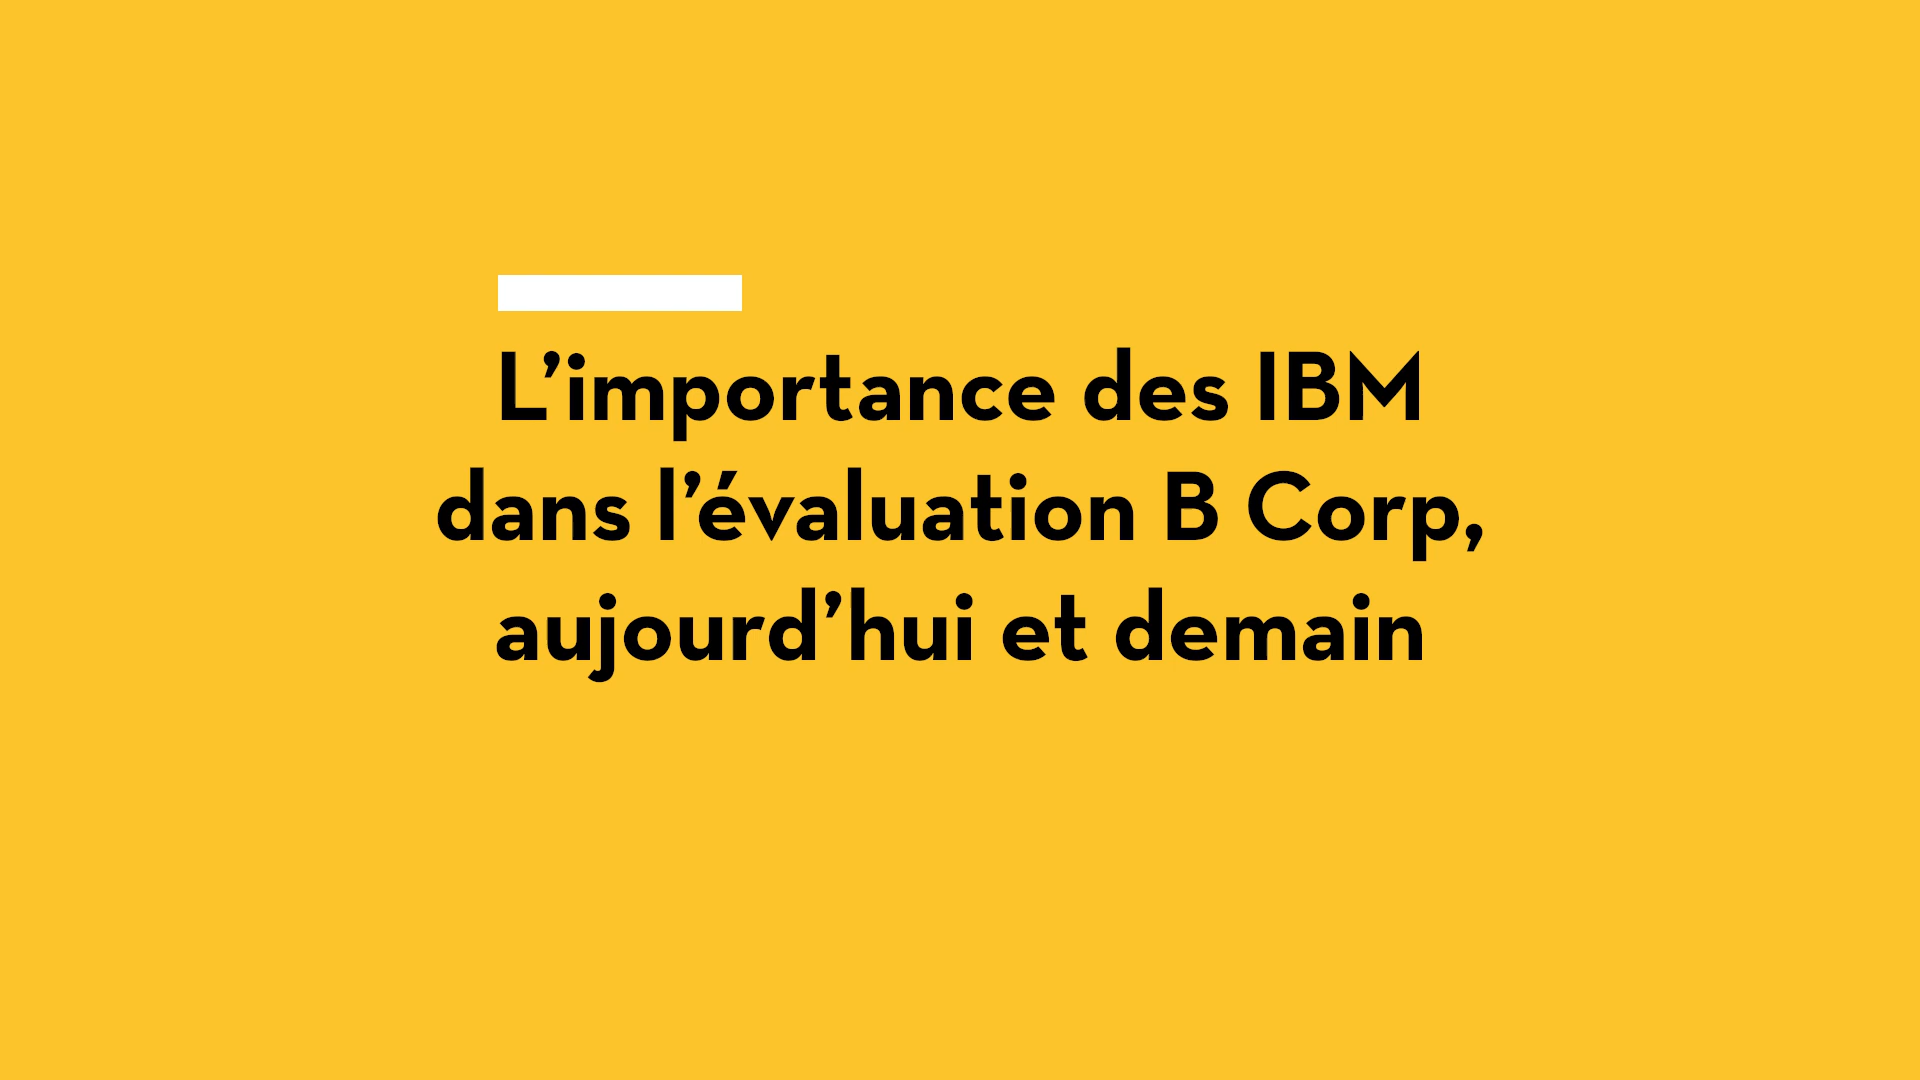 L’importance des IBM
dans l’évaluation B Corp,
aujourd’hui et demain